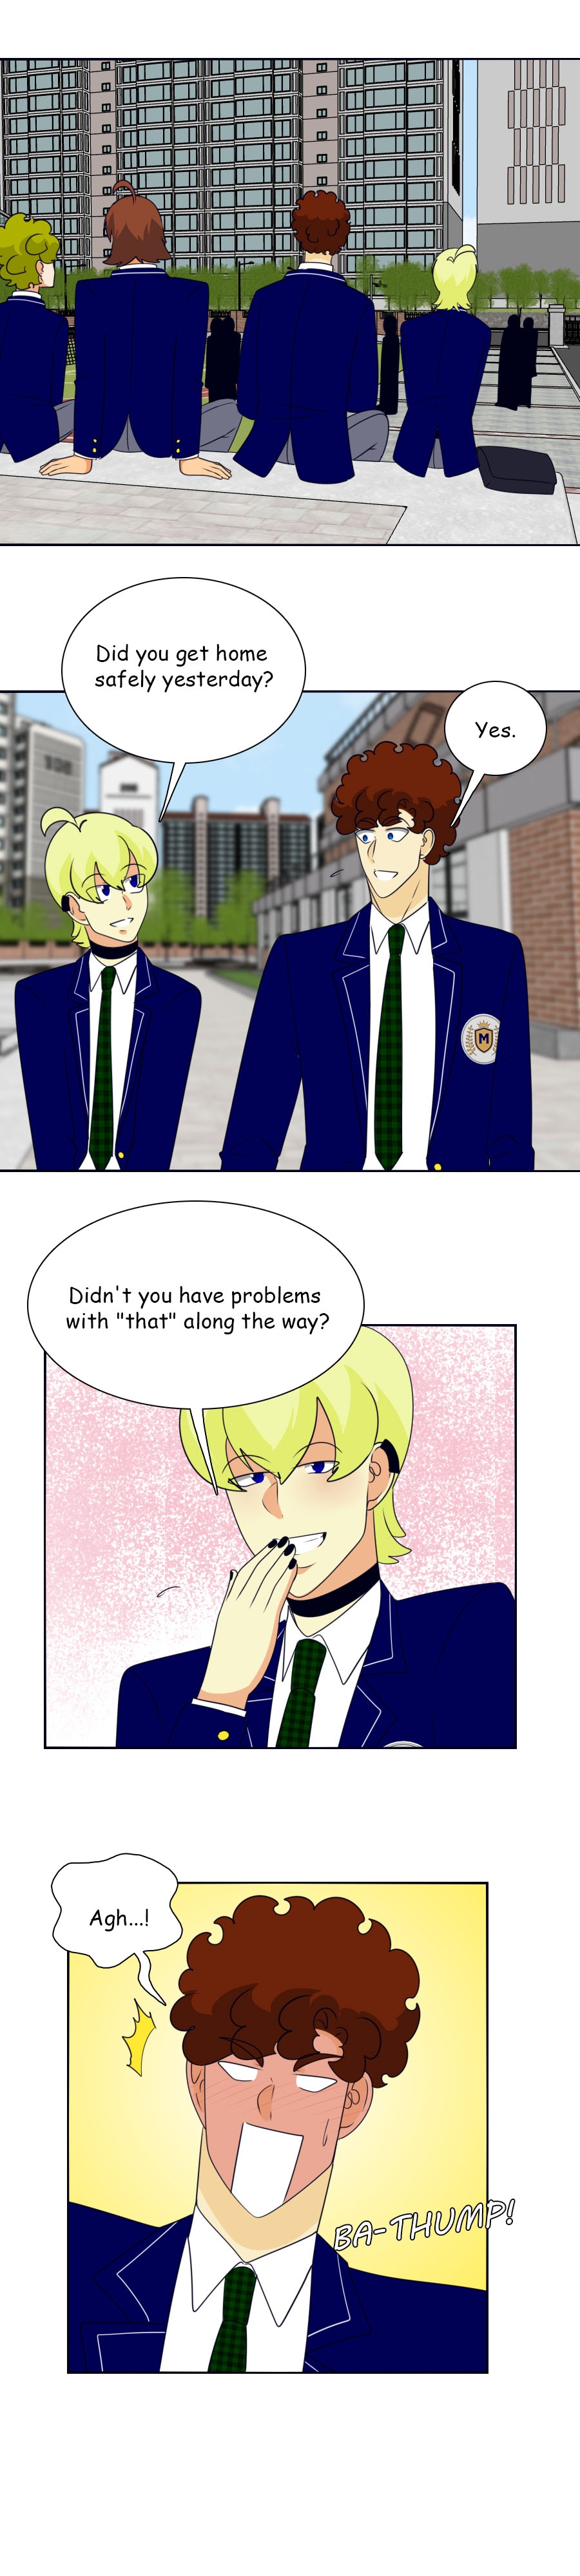 Did you get home
safely yesterday?
Yes.
M
Didn't you have problems
with "that" along the way?
Agh...!
BA-THUMP!